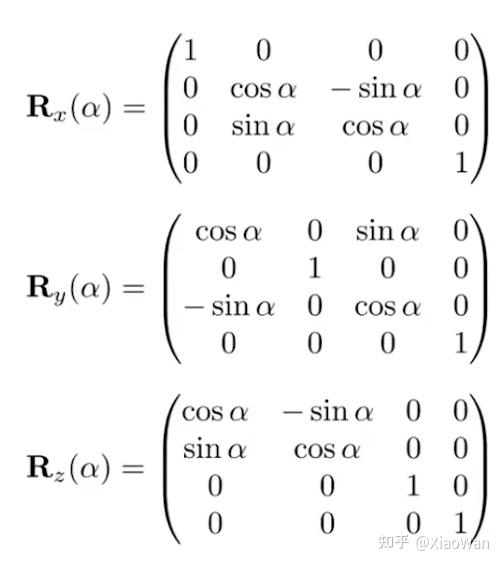 1 0 0 0
0 cos α − sin α 0
R_x(α) =
0 sin α cos α 0
0 0 0 1
cos α 0 sin α 0
0 1 0 0
R_y(α) =
− sin α 0 cos α 0
0 0 0 1
cos α − sin α 0 0
sin α cos α 0 0
R_z(α) =
0 0 1 0
0 0 0 1
知乎 @XiaoWan